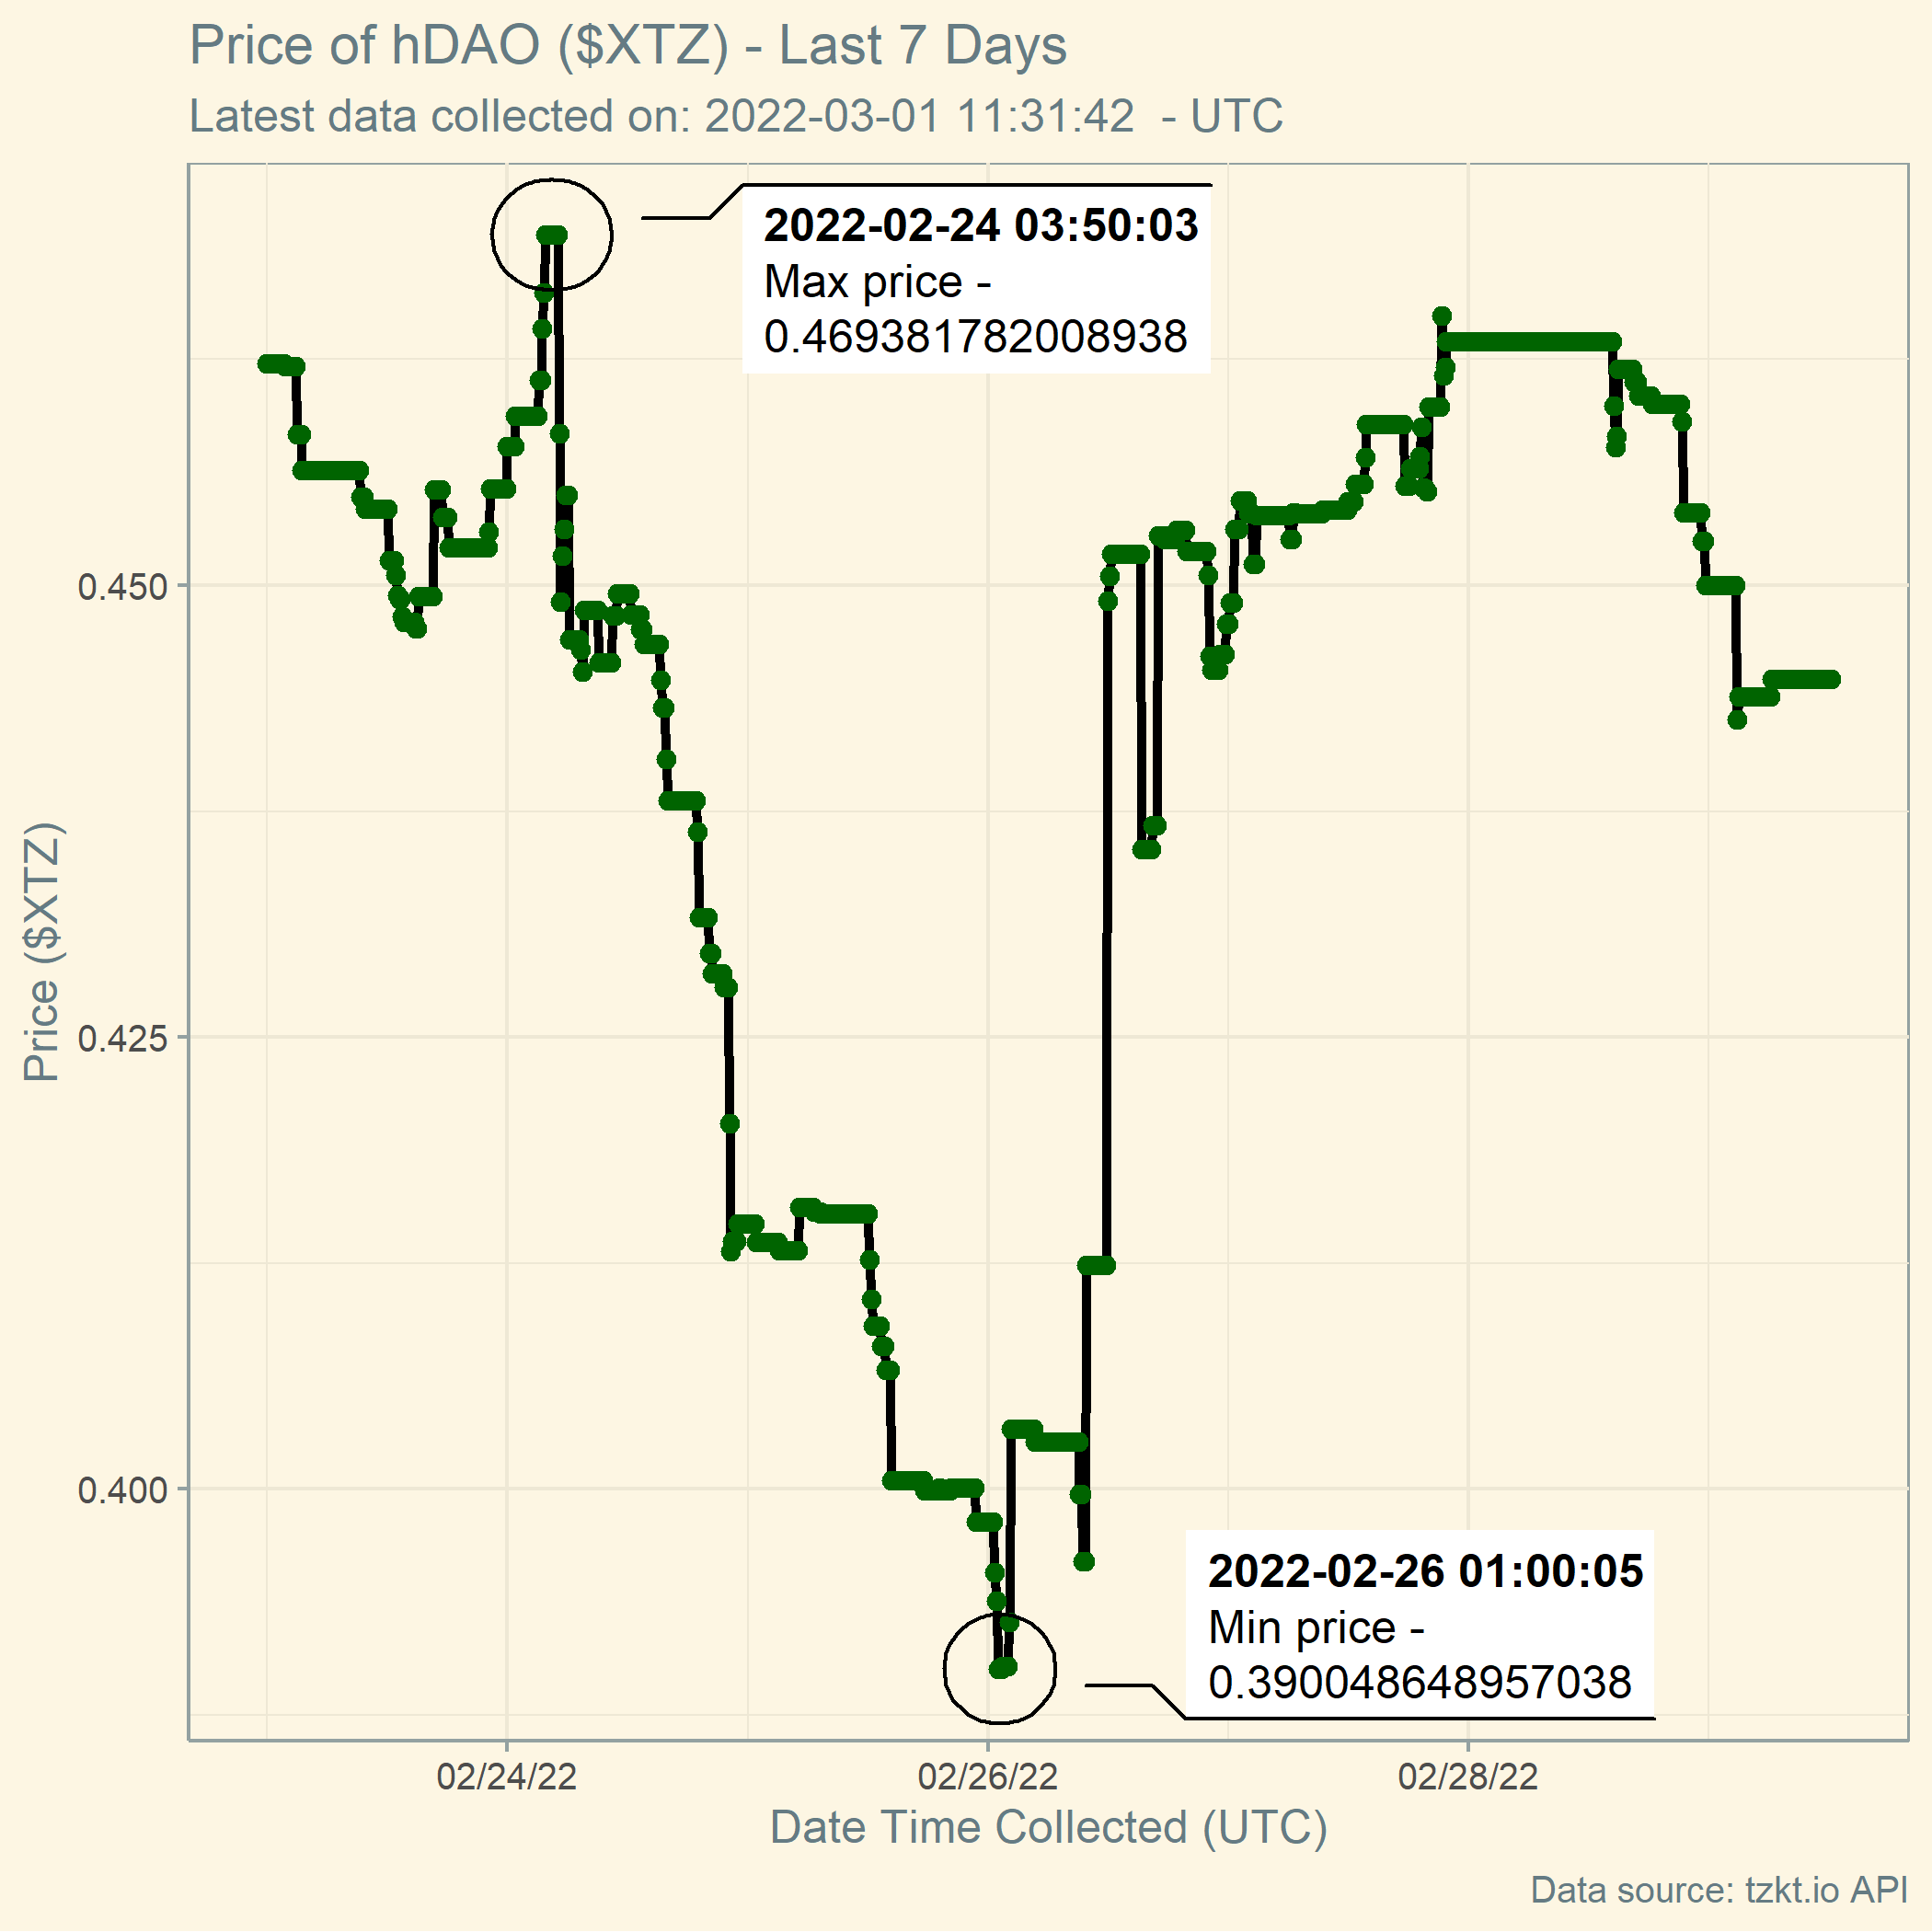 Price of hDAO ($XTZ) - Last 7 Days
Latest data collected on: 2022-03-01 11:31:42  - UTC
2022-02-24 03:50:03
Max price -
0.469381782008938
0.450
0.425
0.400
Price ($XTZ)
2022-02-26 01:00:05
Min price -
0.390048648957038
02/24/22
02/26/22
02/28/22
Date Time Collected (UTC)
Data source: tzkt.io API